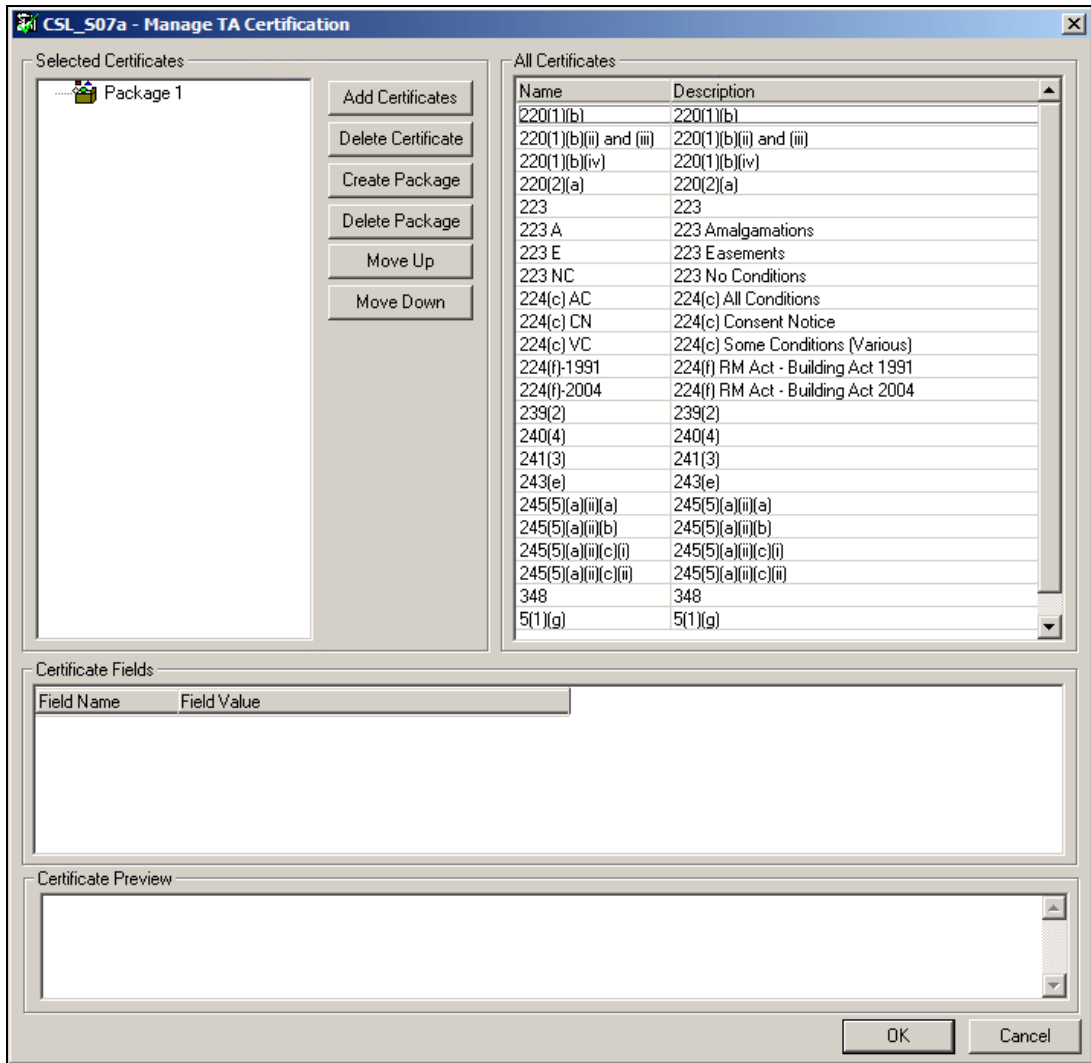 CSL_S07a - Manage TA Certification
Selected Certificates
Package 1
Add Certificates
Delete Certificate
Create Package
Delete Package
Move Up
Move Down
All Certificates
Name Description
220(1)(b) 220(1)(b)
220(1)(b)(ii) and (iii) 220(1)(b)(ii) and (iii)
220(1)(b)(iv) 220(1)(b)(iv)
220(2)(a) 220(2)(a)
223 223
223 A 223 Amalgamations
223 E 223 Easements
223 NC 223 No Conditions
224(c) AC 224(c) All Conditions
224(c) CN 224(c) Consent Notice
224(c) VC 224(c) Some Conditions (Various)
224(f)-1991 224(f) RM Act - Building Act 1991
224(f)-2004 224(f) RM Act - Building Act 2004
239(2) 239(2)
240(4) 240(4)
241(3) 241(3)
243(e) 243(e)
245(5)(a)(ii)(a) 245(5)(a)(ii)(a)
245(5)(a)(ii)(b) 245(5)(a)(ii)(b)
245(5)(a)(ii)(c)(i) 245(5)(a)(ii)(c)(i)
245(5)(a)(ii)(c)(ii) 245(5)(a)(ii)(c)(ii)
348 348
5(1)(g) 5(1)(g)
Certificate Fields
Field Name Field Value
Certificate Preview
OK Cancel